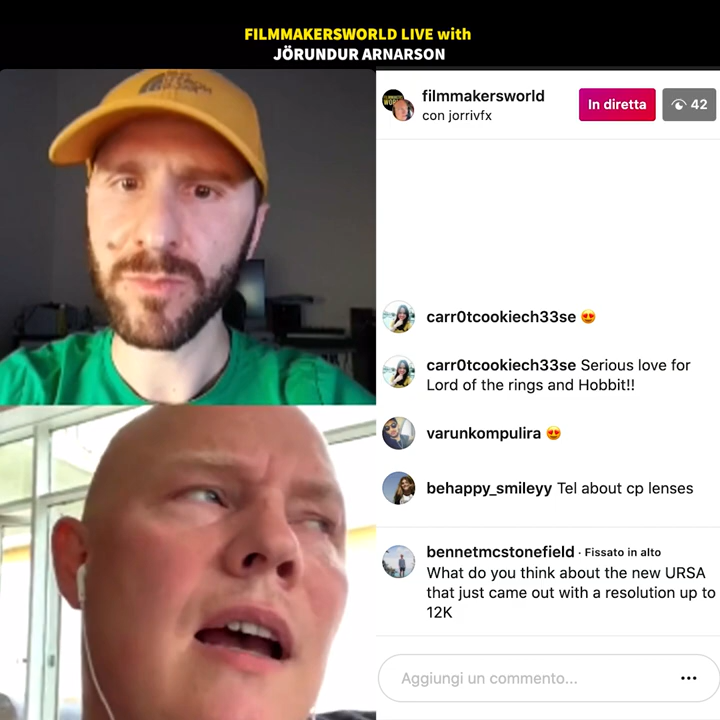 FILMMAKERSWORLD LIVE with
JÖRUNDUR ARNARSON
filmmakersworld
con jorrivfx
In diretta
42
carr0tcookiech33se 😍
carr0tcookiech33se Serious love for
Lord of the rings and Hobbit!!
varunkompulira 😍
behappy_smileyy Tel about cp lenses
bennetmcstonefield · Fissato in alto
What do you think about the new URSA
that just came out with a resolution up to
12K
Aggiungi un commento...